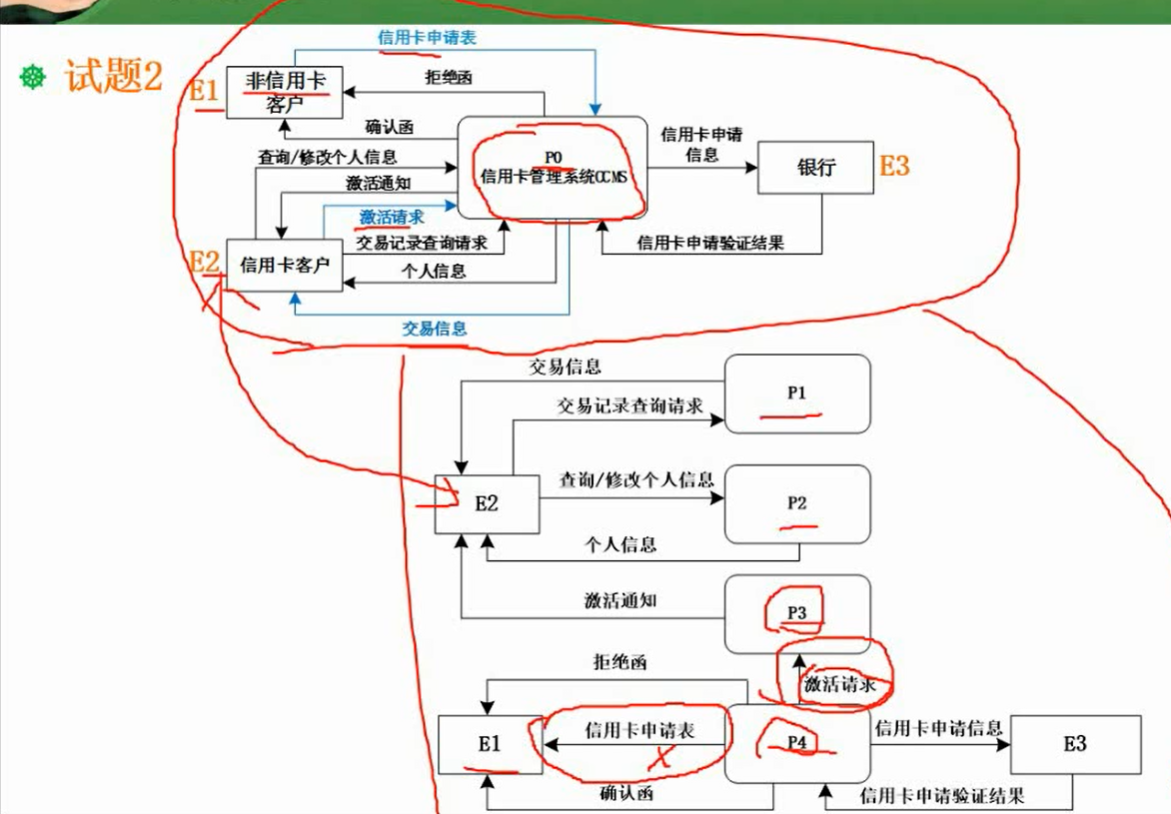 试题2
信用卡申请表
E1
非信用卡
客户
拒绝函
确认函
查询/修改个人信息
激活通知
激活请求
交易记录查询请求
P0
信用卡管理系统CCMS
信用卡申请
信息
银行
E3
信用卡申请验证结果
E2
信用卡客户
个人信息
交易信息
交易信息
P1
交易记录查询请求
E2
查询/修改个人信息
P2
个人信息
激活通知
P3
拒绝函
激活请求
E1
信用卡申请表
P4
信用卡申请信息
E3
确认函
信用卡申请验证结果